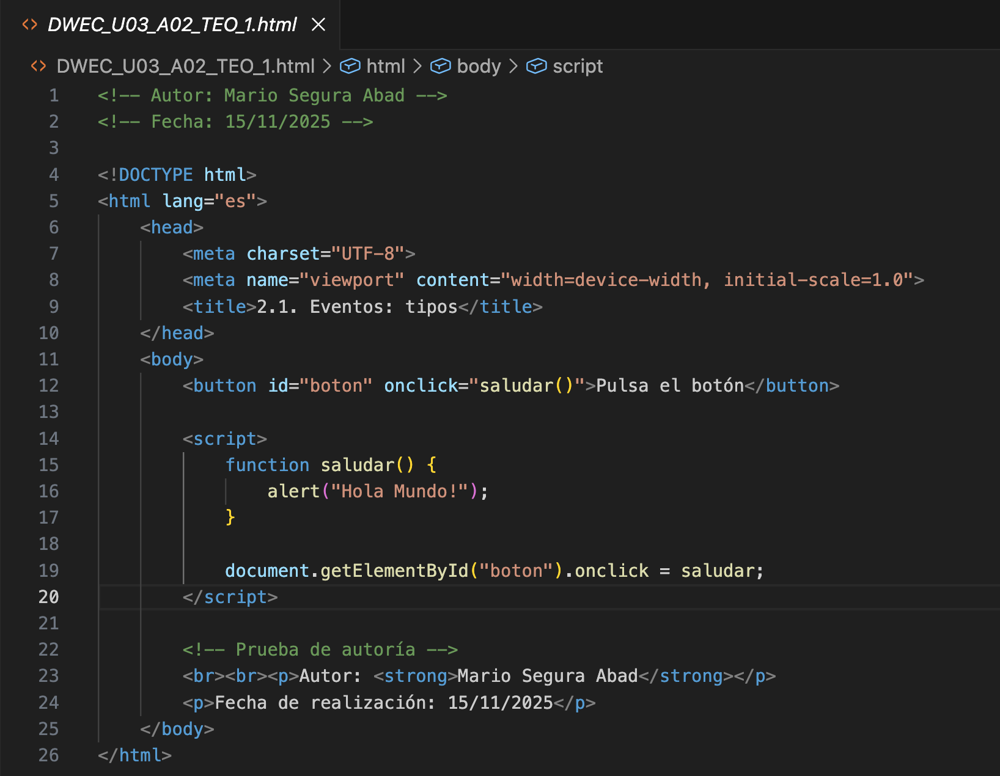 DWEC_U03_A02_TEO_1.html
DWEC_U03_A02_TEO_1.html > html > body > script
1 <!-- Autor: Mario Segura Abad -->
2 <!-- Fecha: 15/11/2025 -->
3
4 <!DOCTYPE html>
5 <html lang="es">
6     <head>
7         <meta charset="UTF-8">
8         <meta name="viewport" content="width=device-width, initial-scale=1.0">
9         <title>2.1. Eventos: tipos</title>
10     </head>
11     <body>
12         <button id="boton" onclick="saludar()">Pulsa el botón</button>
13
14         <script>
15             function saludar() {
16                 alert("Hola Mundo!");
17             }
18
19             document.getElementById("boton").onclick = saludar;
20         </script>
21
22         <!-- Prueba de autoría -->
23         <br><br><p>Autor: <strong>Mario Segura Abad</strong></p>
24         <p>Fecha de realización: 15/11/2025</p>
25     </body>
26 </html>